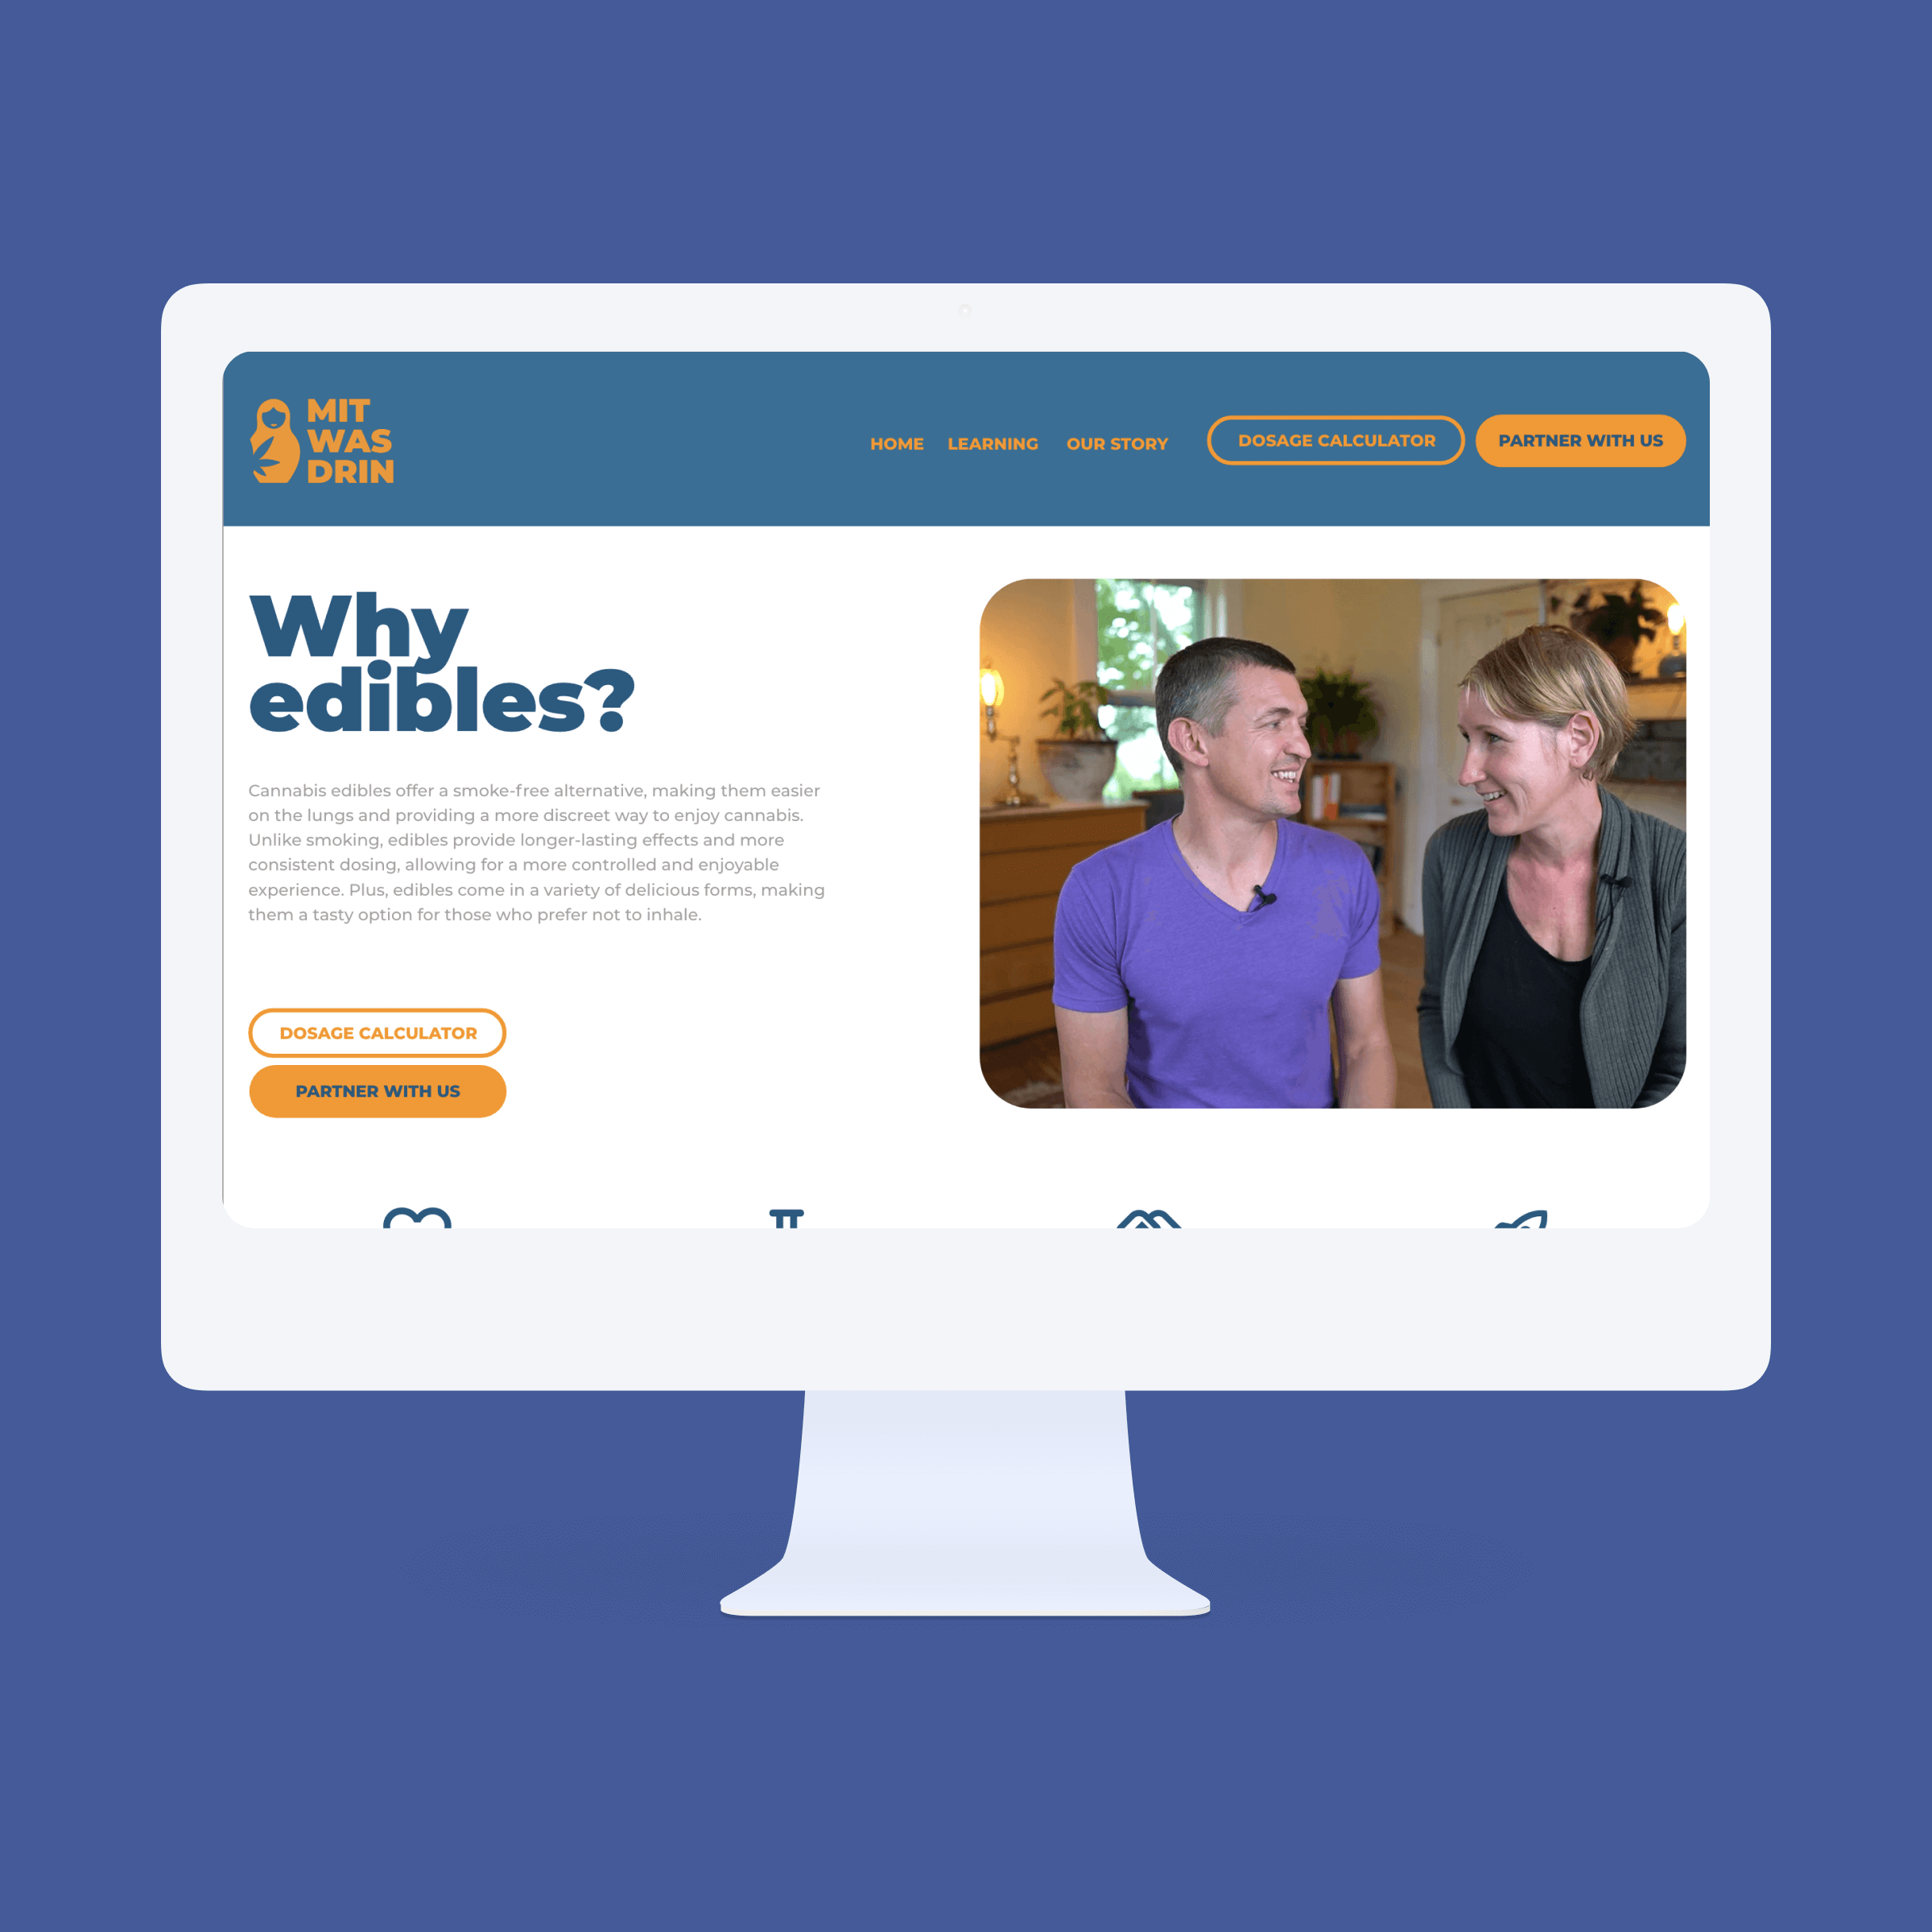 MIT
WAS
DRIN
HOME
LEARNING
OUR STORY
DOSAGE CALCULATOR
PARTNER WITH US
Why
edibles?
Cannabis edibles offer a smoke-free alternative, making them easier
on the lungs and providing a more discreet way to enjoy cannabis.
Unlike smoking, edibles provide longer-lasting effects and more
consistent dosing, allowing for a more controlled and enjoyable
experience. Plus, edibles come in a variety of delicious forms, making
them a tasty option for those who prefer not to inhale.
DOSAGE CALCULATOR
PARTNER WITH US